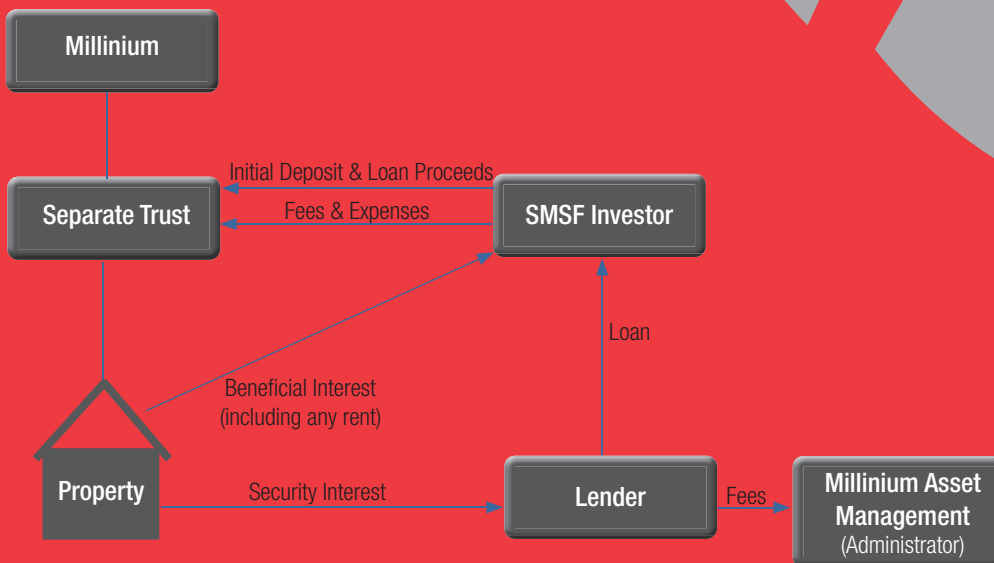 Millinium
Initial Deposit & Loan Proceeds
Separate Trust
Fees & Expenses
SMSF Investor
Loan
Beneficial Interest
(including any rent)
Property
Security Interest
Lender
Fees
Millinium Asset
Management
(Administrator)